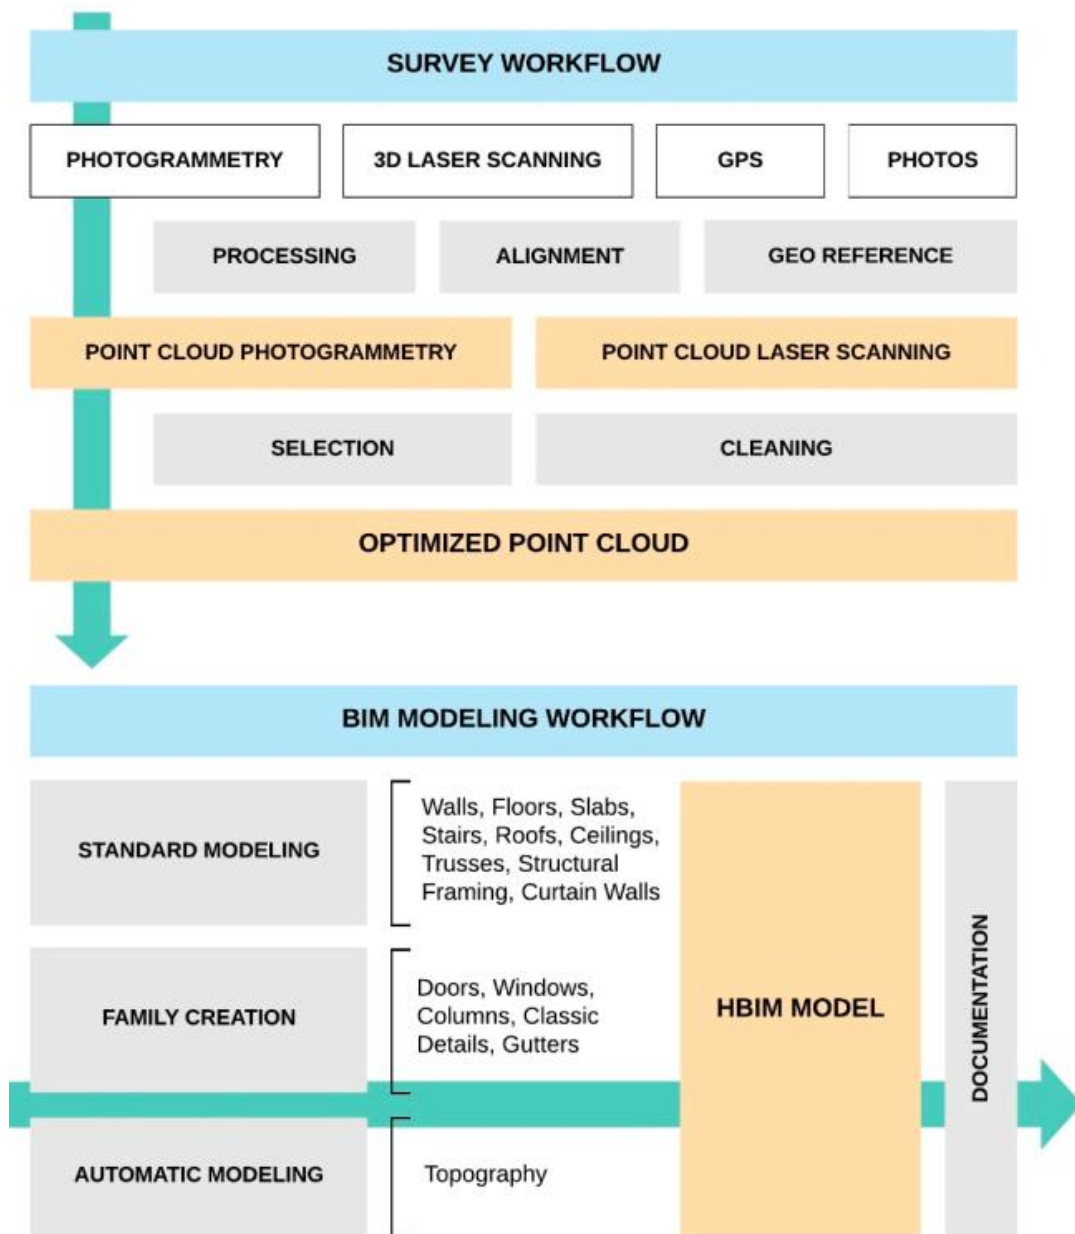 SURVEY WORKFLOW
PHOTOGRAMMETRY
3D LASER SCANNING
GPS
PHOTOS
PROCESSING
ALIGNMENT
GEO REFERENCE
POINT CLOUD PHOTOGRAMMETRY
POINT CLOUD LASER SCANNING
SELECTION
CLEANING
OPTIMIZED POINT CLOUD
BIM MODELING WORKFLOW
STANDARD MODELING
Walls, Floors, Slabs,
Stairs, Roofs, Ceilings,
Trusses, Structural
Framing, Curtain Walls
FAMILY CREATION
Doors, Windows,
Columns, Classic
Details, Gutters
AUTOMATIC MODELING
Topography
HBIM MODEL
DOCUMENTATION